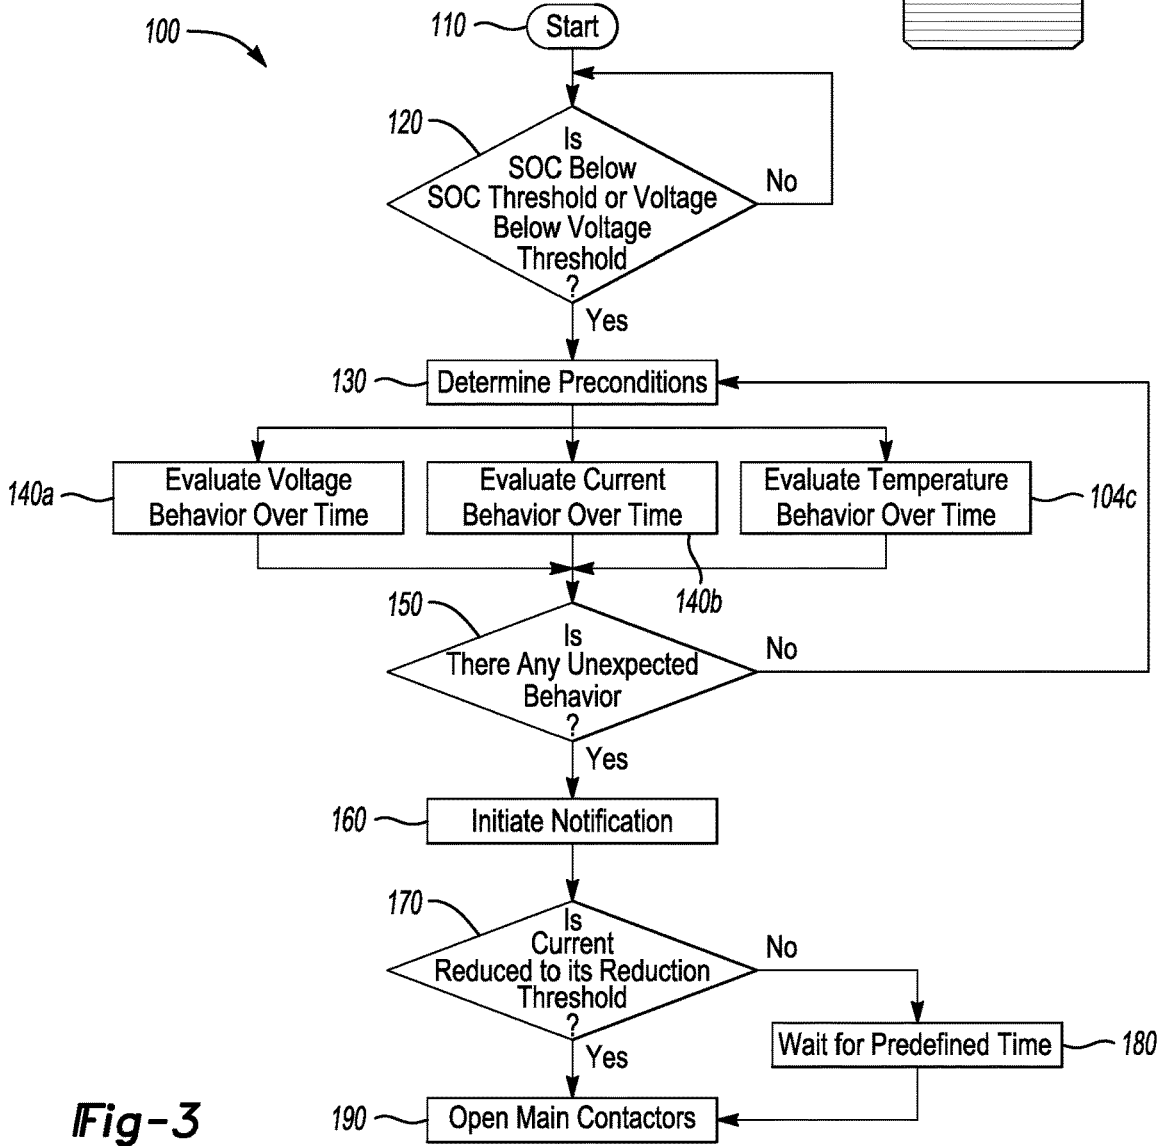 100
110
Start
120
Is
SOC Below
SOC Threshold or Voltage
Below Voltage
Threshold
?
No
Yes
130
Determine Preconditions
140a
Evaluate Voltage
Behavior Over Time
Evaluate Current
Behavior Over Time
140b
Evaluate Temperature
Behavior Over Time
104c
150
Is
There Any Unexpected
Behavior
?
No
Yes
160
Initiate Notification
170
Is
Current
Reduced to its Reduction
Threshold
?
No
Yes
Wait for Predefined Time
180
190
Open Main Contactors
Fig-3